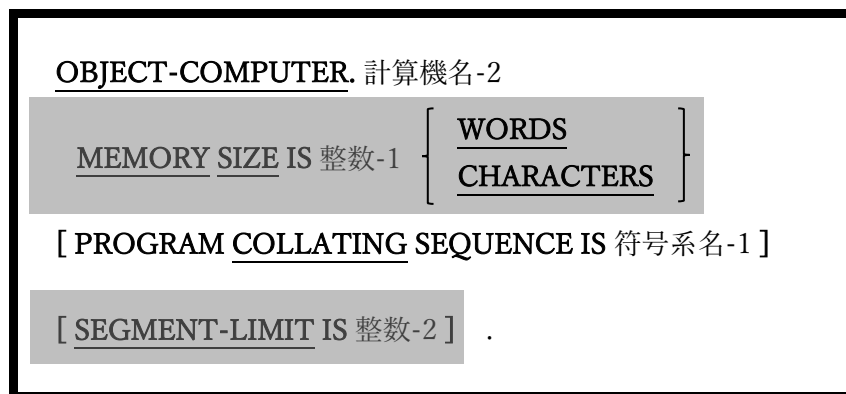 OBJECT-COMPUTER. 計算機名-2
WORDS
MEMORY SIZE IS 整数-1
CHARACTERS
[ PROGRAM COLLATING SEQUENCE IS 符号系名-1 ]
[ SEGMENT-LIMIT IS 整数-2 ] .